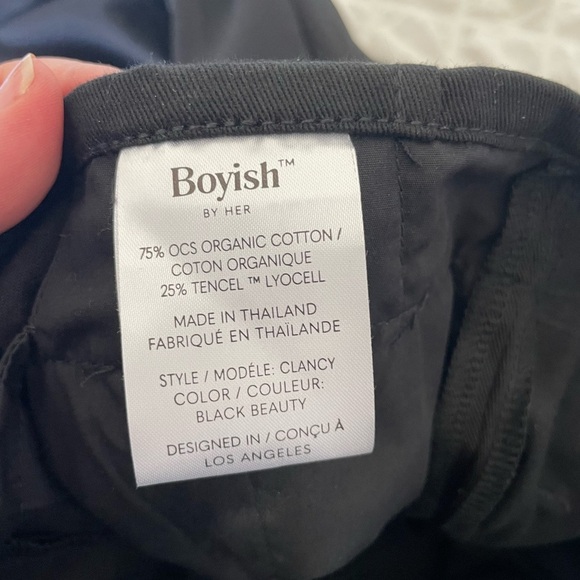 Boyish™
BY HER
75% OCS ORGANIC COTTON /
COTON ORGANIQUE
25% TENCEL ™ LYOCELL
MADE IN THAILAND
FABRIQUÉ EN THAÏLANDE
STYLE / MODÉLE: CLANCY
COLOR / COULEUR:
BLACK BEAUTY
DESIGNED IN / CONÇU À
LOS ANGELES